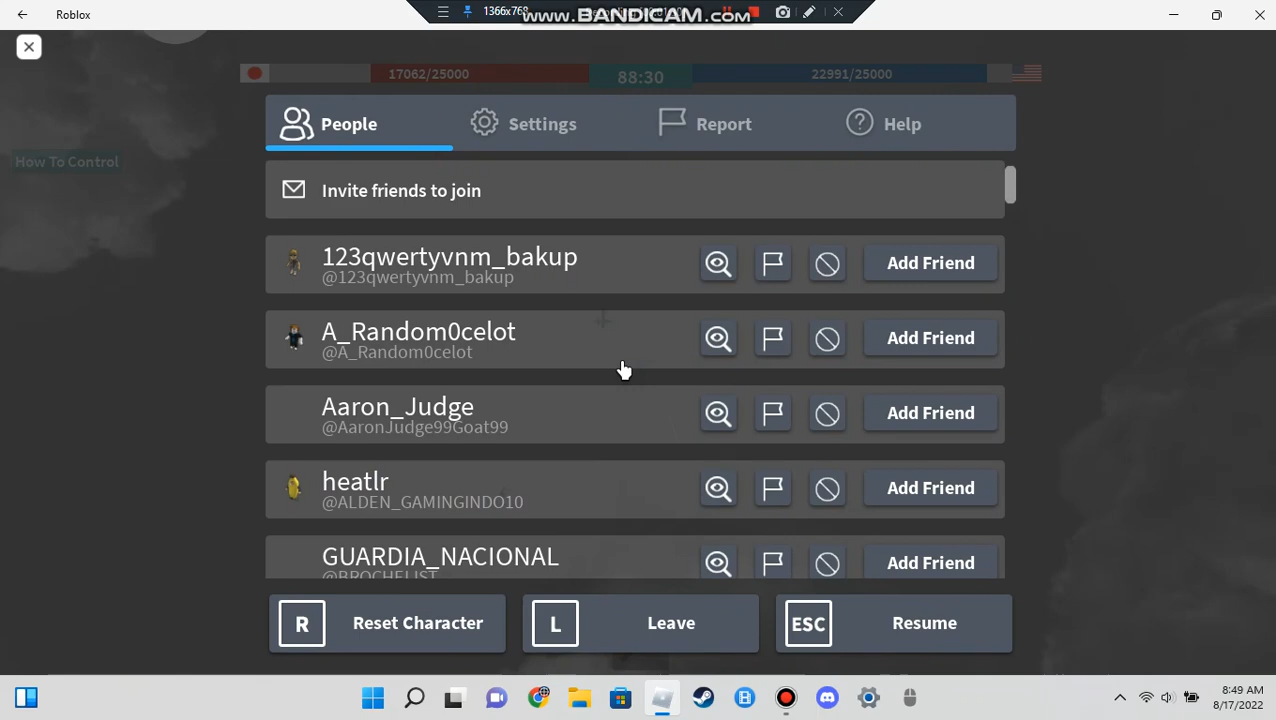 Roblox
1366x768
www.BANDICAM.com
17062/25000
88:30
22991/25000
People
Settings
Report
Help
How To Control
Invite friends to join
123qwertyvnm_bakup
@123qwertyvnm_bakup
Add Friend
A_Random0celot
@A_Random0celot
Add Friend
Aaron_Judge
@AaronJudge99Goat99
Add Friend
heatlr
@ALDEN_GAMINGINDO10
Add Friend
GUARDIA_NACIONAL
@BROCHELIST
Add Friend
R Reset Character
L Leave
ESC Resume
8:49 AM
8/17/2022